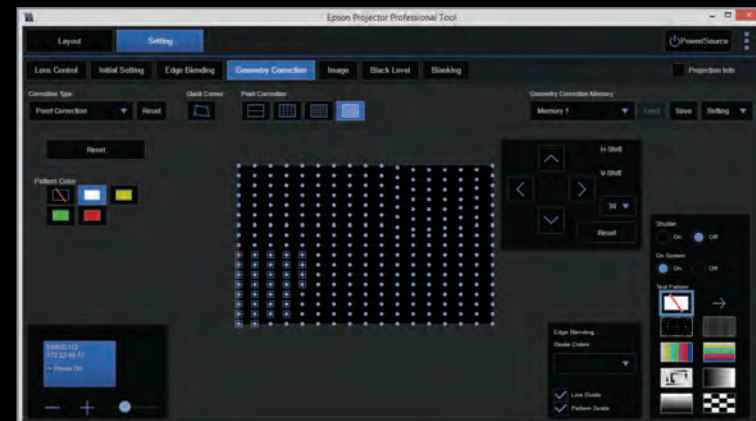 Epson Projector Professional Tool
Layout Setting Power/Source
Lens Control Initial Setting Edge Blending Geometry Correction Image Black Level Blanking Projection Info
Correction Type Quick Corner Point Correction Geometry Correction Memory
Point Correction Reset Memory 1 Load Save Setting
Reset H-Shift
V-Shift
Pattern Color
30
Reset
Shutter
On Off
On Screen
On Off
Test Pattern
Edge Blending
Guide Colors
Power On
Line Guide
Pattern Guide